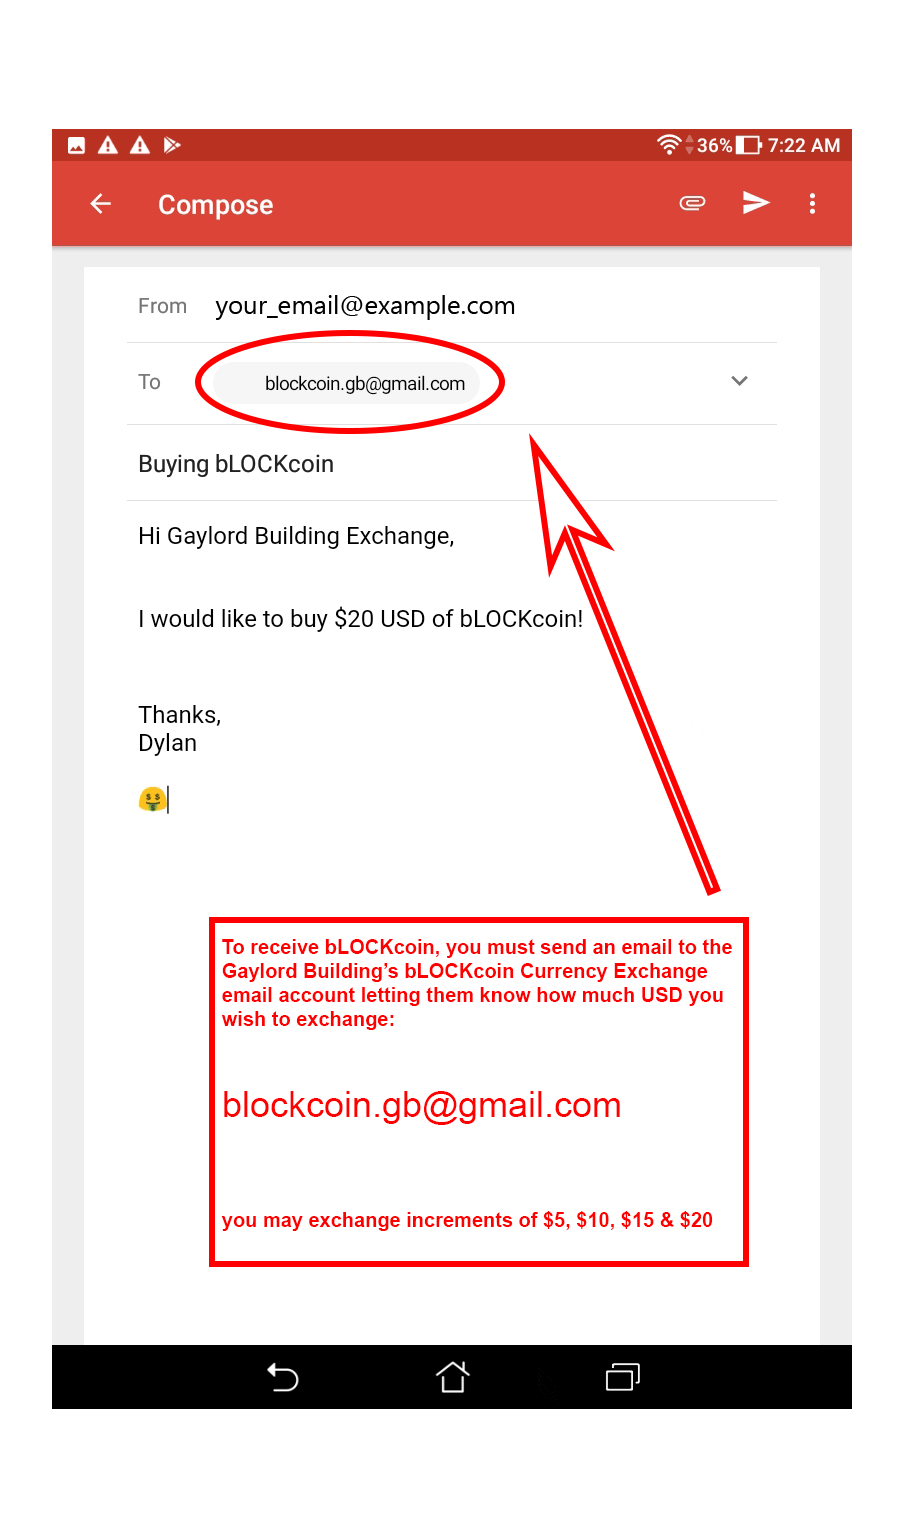 36% 7:22 AM
Compose
From your_email@example.com
To blockcoin.gb@gmail.com
Buying bLOCKcoin
Hi Gaylord Building Exchange,
I would like to buy $20 USD of bLOCKcoin!
Thanks,
Dylan
To receive bLOCKcoin, you must send an email to the
Gaylord Building’s bLOCKcoin Currency Exchange
email account letting them know how much USD you
wish to exchange:
blockcoin.gb@gmail.com
you may exchange increments of $5, $10, $15 & $20